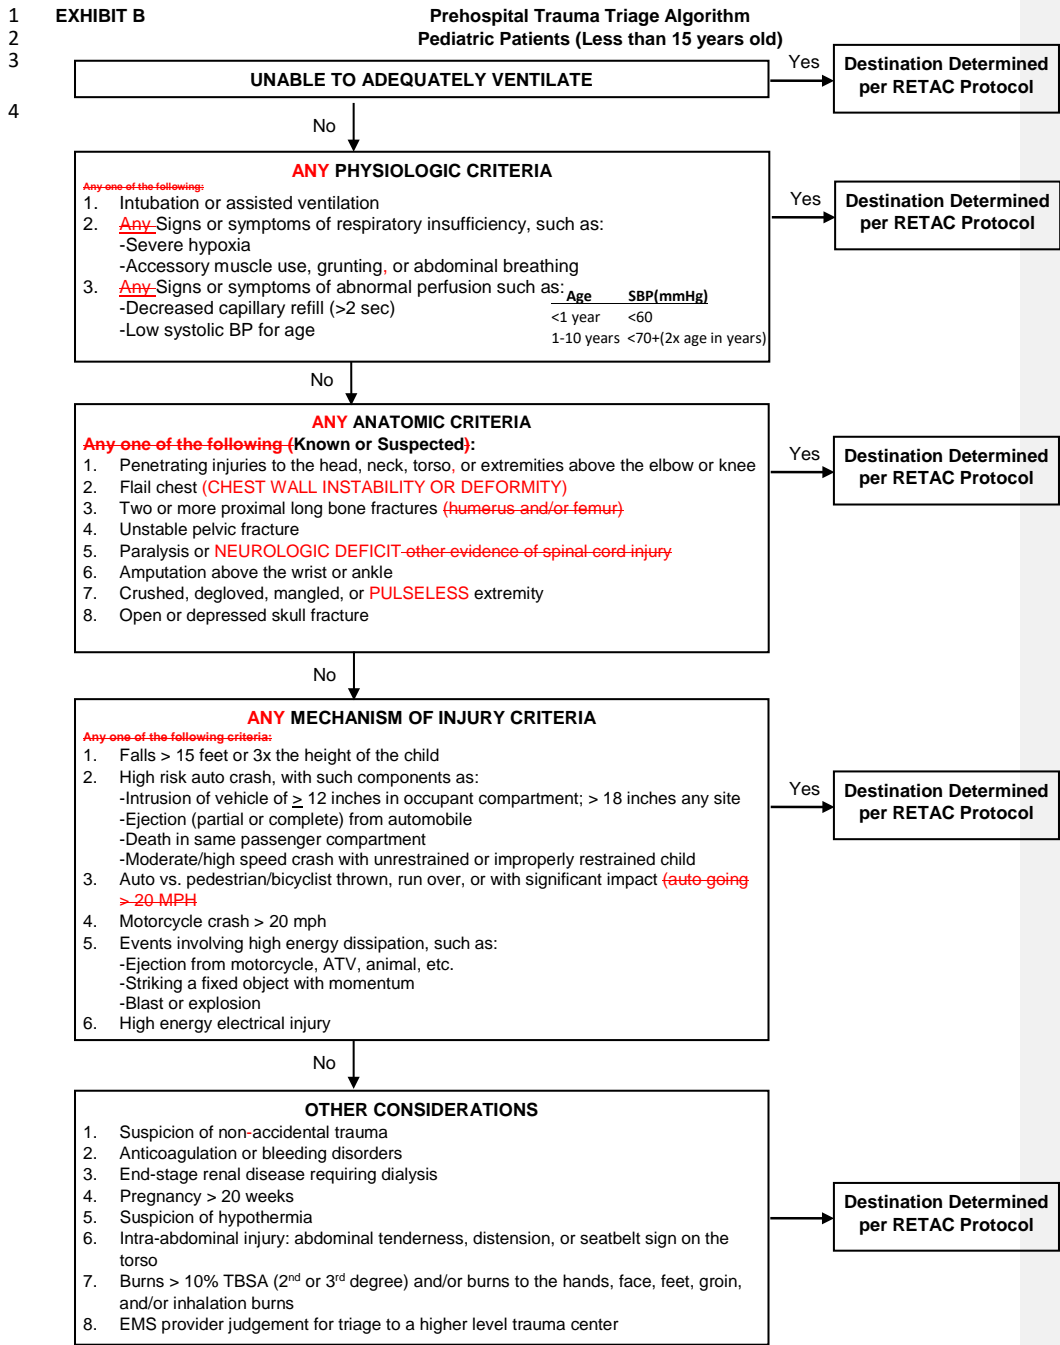 1 EXHIBIT B Prehospital Trauma Triage Algorithm
2 Pediatric Patients (Less than 15 years old)
3
UNABLE TO ADEQUATELY VENTILATE
Yes
Destination Determined
per RETAC Protocol
4
No
ANY PHYSIOLOGIC CRITERIA
Any one of the following:
1. Intubation or assisted ventilation
2. Any Signs or symptoms of respiratory insufficiency, such as:
-Severe hypoxia
-Accessory muscle use, grunting, or abdominal breathing
3. Any Signs or symptoms of abnormal perfusion such as:
-Decreased capillary refill (>2 sec)
-Low systolic BP for age
Age SBP(mmHg)
<1 year <60
1-10 years <70+(2x age in years)
Yes
Destination Determined
per RETAC Protocol
No
ANY ANATOMIC CRITERIA
Any one of the following (Known or Suspected):
1. Penetrating injuries to the head, neck, torso, or extremities above the elbow or knee
2. Flail chest (CHEST WALL INSTABILITY OR DEFORMITY)
3. Two or more proximal long bone fractures (humerus and/or femur)
4. Unstable pelvic fracture
5. Paralysis or NEUROLOGIC DEFICIT other evidence of spinal cord injury
6. Amputation above the wrist or ankle
7. Crushed, degloved, mangled, or PULSELESS extremity
8. Open or depressed skull fracture
Yes
Destination Determined
per RETAC Protocol
No
ANY MECHANISM OF INJURY CRITERIA
Any one of the following criteria:
1. Falls > 15 feet or 3x the height of the child
2. High risk auto crash, with such components as:
-Intrusion of vehicle of > 12 inches in occupant compartment; > 18 inches any site
-Ejection (partial or complete) from automobile
-Death in same passenger compartment
-Moderate/high speed crash with unrestrained or improperly restrained child
3. Auto vs. pedestrian/bicyclist thrown, run over, or with significant impact (auto going
> 20 MPH
4. Motorcycle crash > 20 mph
5. Events involving high energy dissipation, such as:
-Ejection from motorcycle, ATV, animal, etc.
-Striking a fixed object with momentum
-Blast or explosion
6. High energy electrical injury
Yes
Destination Determined
per RETAC Protocol
No
OTHER CONSIDERATIONS
1. Suspicion of non-accidental trauma
2. Anticoagulation or bleeding disorders
3. End-stage renal disease requiring dialysis
4. Pregnancy > 20 weeks
5. Suspicion of hypothermia
6. Intra-abdominal injury: abdominal tenderness, distension, or seatbelt sign on the
torso
7. Burns > 10% TBSA (2nd or 3rd degree) and/or burns to the hands, face, feet, groin,
and/or inhalation burns
8. EMS provider judgement for triage to a higher level trauma center
Destination Determined
per RETAC Protocol